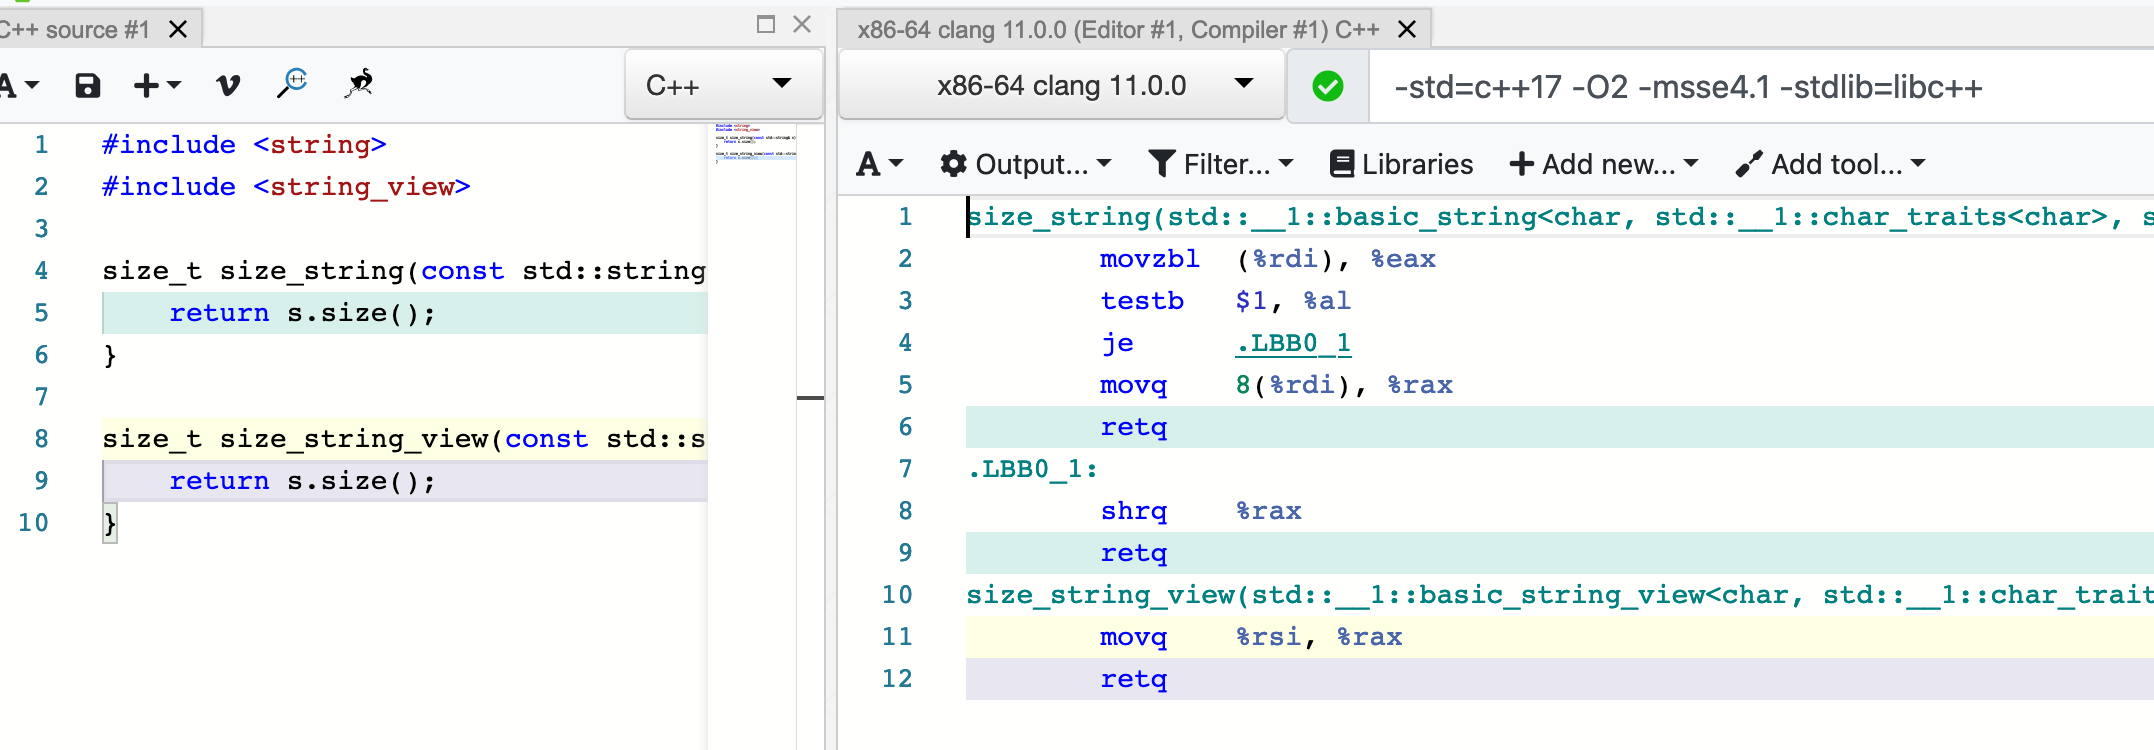 C++ source #1
x86-64 clang 11.0.0 (Editor #1, Compiler #1) C++
A
C++
x86-64 clang 11.0.0
-std=c++17 -O2 -msse4.1 -stdlib=libc++
A Output... Filter... Libraries Add new... Add tool...
1 #include <string>
2 #include <string_view>
3
4 size_t size_string(const std::string
5 return s.size();
6 }
7
8 size_t size_string_view(const std::s
9 return s.size();
10 }
1 size_string(std::__1::basic_string<char, std::__1::char_traits<char>, s
2 movzbl (%rdi), %eax
3 testb $1, %al
4 je .LBB0_1
5 movq 8(%rdi), %rax
6 retq
7 .LBB0_1:
8 shrq %rax
9 retq
10 size_string_view(std::__1::basic_string_view<char, std::__1::char_trait
11 movq %rsi, %rax
12 retq